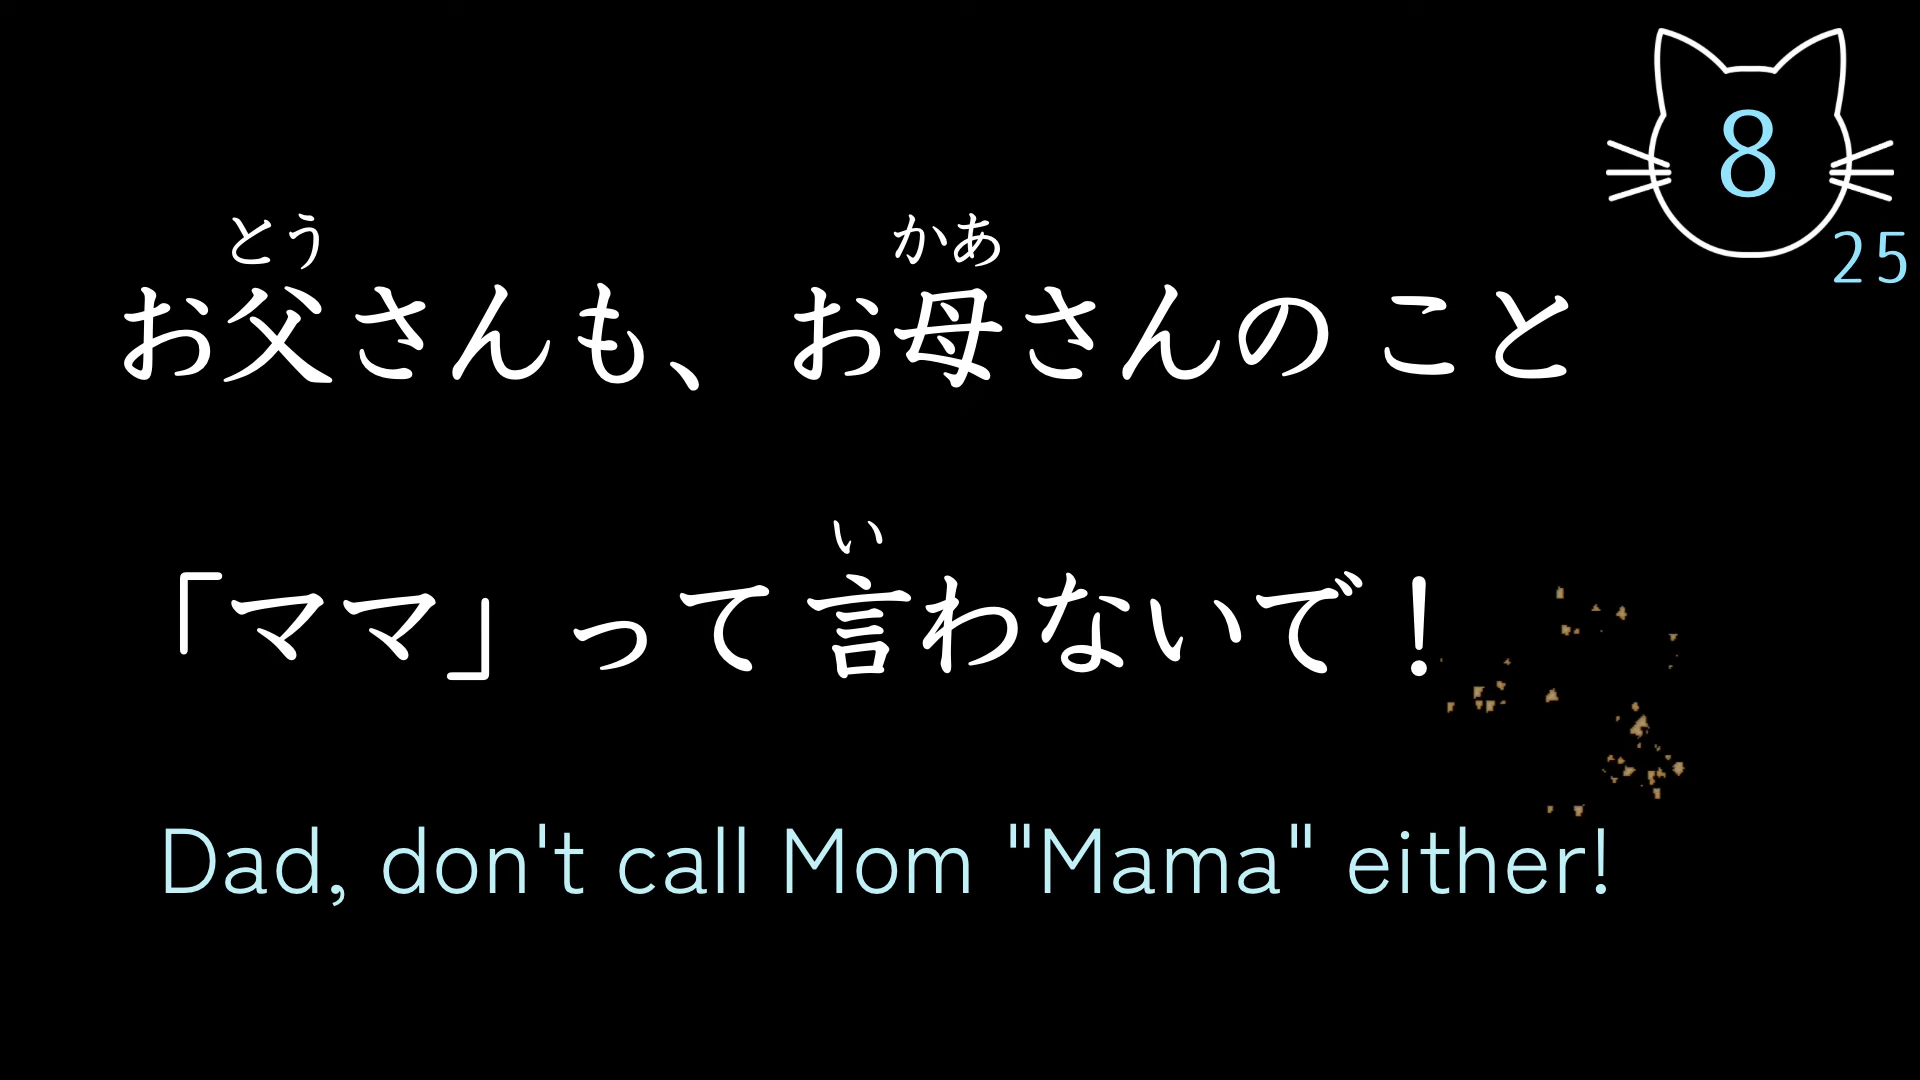 8
25
とう かあ
お父さんも、お母さんの こと
い
「ママ」って 言わないで！
Dad, don't call Mom "Mama" either!